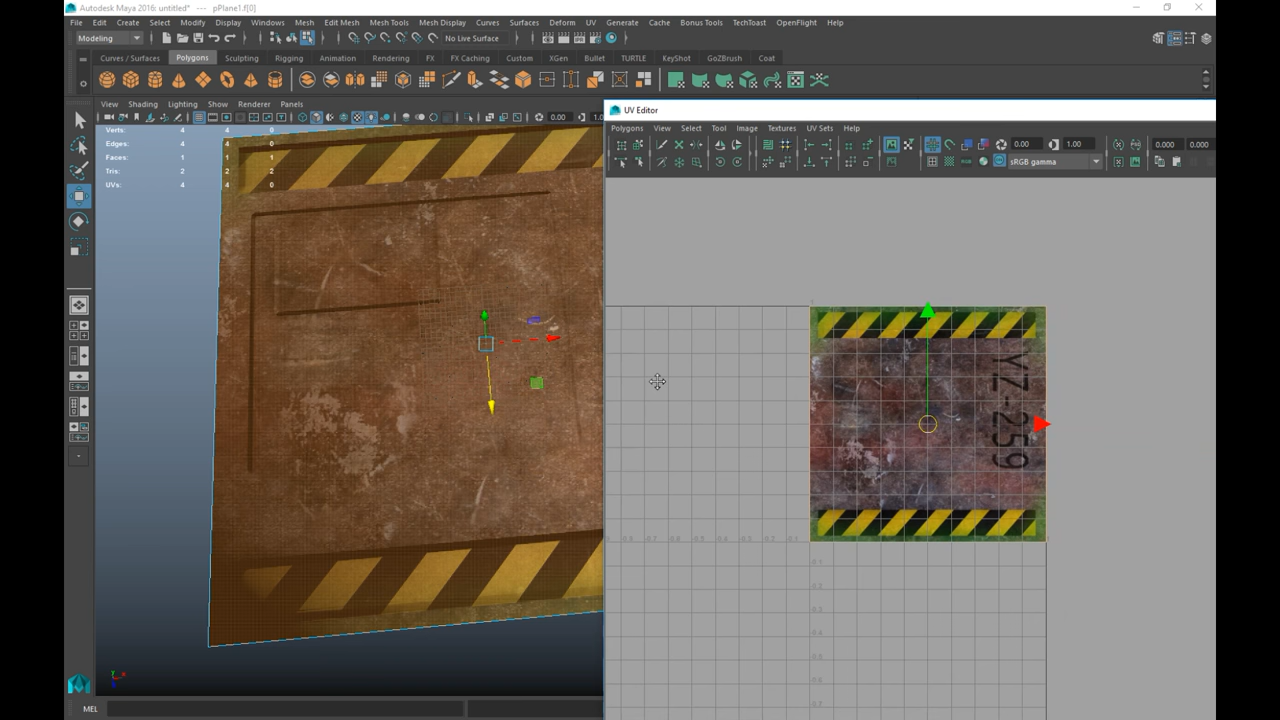 Autodesk Maya 2016: untitled* --- pPlane1.f[0]
File Edit Create Select Modify Display Windows Mesh Edit Mesh Mesh Tools Mesh Display Curves Surfaces Deform UV Generate Cache Bonus Tools TechToast OpenFlight Help
Modeling No Live Surface
Curves / Surfaces Polygons Sculpting Rigging Animation Rendering FX FX Caching Custom XGen Bullet TURTLE KeyShot GoZBrush Coat
View Shading Lighting Show Renderer Panels
0.00
Verts: 4 4 0
Edges: 4 4 0
Faces: 1 1 1
Tris: 2 2 2
UVs: 4 4 0
UV Editor
Polygons View Select Tool Image Textures UV Sets Help
0.00 1.00 0.000 0.000
sRGB gamma
YZ-259
MEL